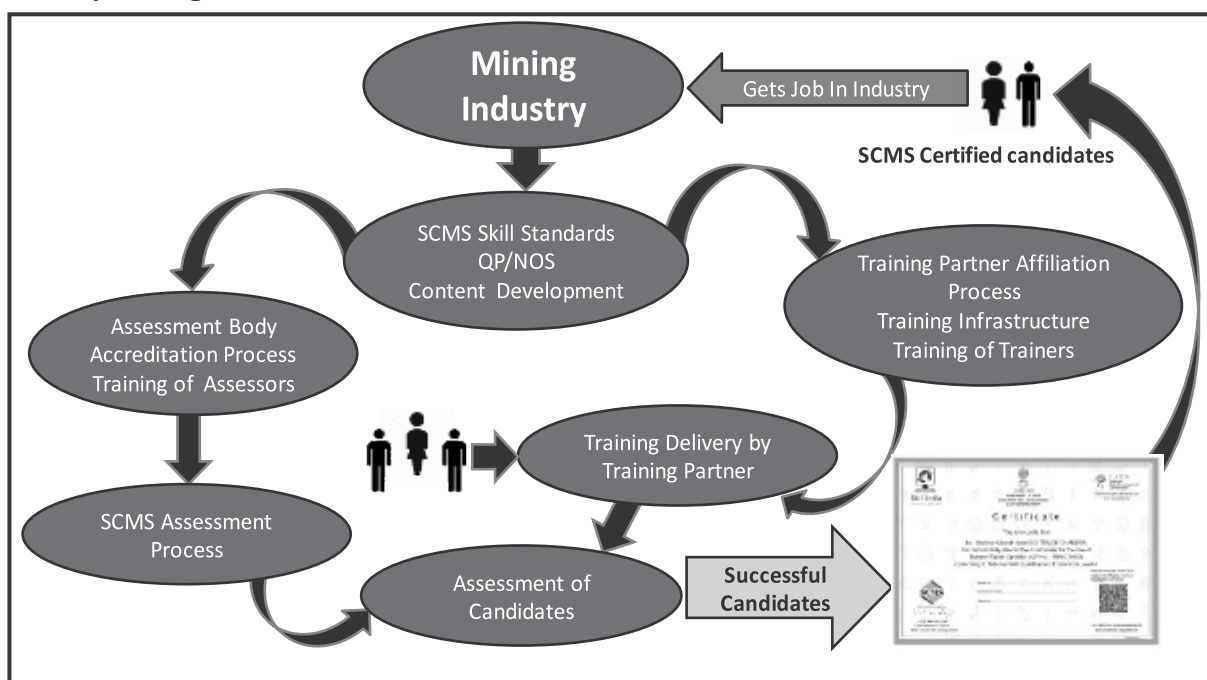 Mining
Industry
Gets Job In Industry
SCMS Certified candidates
SCMS Skill Standards
QP/NOS
Content Development
Training Partner Affiliation
Process
Training Infrastructure
Training of Trainers
Assessment Body
Accreditation Process
Training of Assessors
Training Delivery by
Training Partner
SCMS Assessment
Process
Assessment of
Candidates
Successful
Candidates
Skill India
Certificate